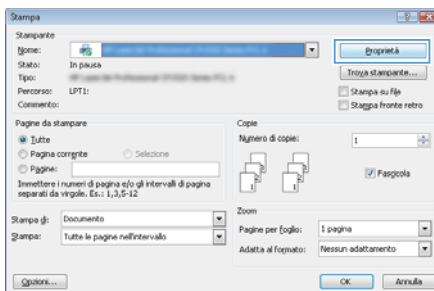 Stampa
Stampante
Nome:
Proprietà
Stato: In pausa
Tipo:
Trova stampante...
Percorso: LPT1:
Stampa su file
Commento:
Stampa fronte retro
Pagine da stampare
Tutte
Pagina corrente Selezione
Pagine:
Immettere i numeri di pagina e/o gli intervalli di pagina
separati da virgole. Es.: 1,3,5-12
Copie
Numero di copie: 1
Fascicola
Stampa di: Documento
Stampa: Tutte le pagine nell'intervallo
Zoom
Pagine per foglio: 1 pagina
Adatta al formato: Nessun adattamento
Opzioni... OK Annulla